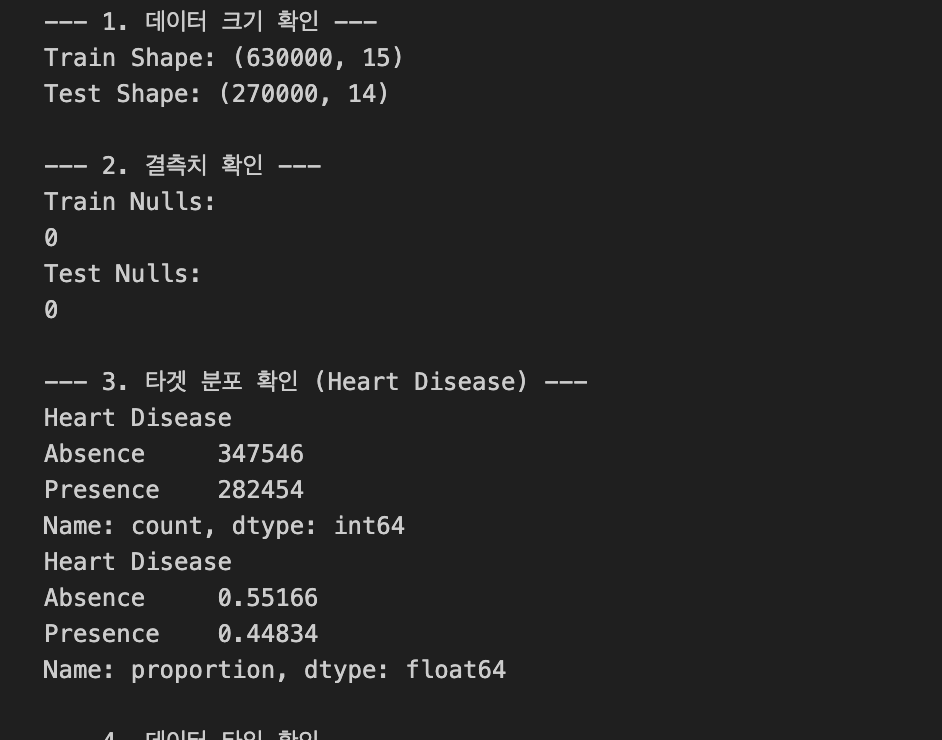 --- 1. 데이터 크기 확인 ---
Train Shape: (630000, 15)
Test Shape: (270000, 14)
--- 2. 결측치 확인 ---
Train Nulls:
0
Test Nulls:
0
--- 3. 타겟 분포 확인 (Heart Disease) ---
Heart Disease
Absence     347546
Presence    282454
Name: count, dtype: int64
Heart Disease
Absence     0.55166
Presence    0.44834
Name: proportion, dtype: float64
4. 데이터 타입 확인